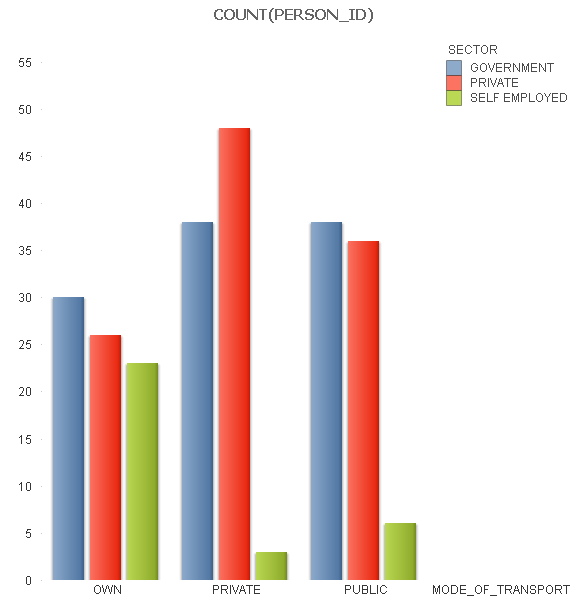 COUNT(PERSON_ID)
SECTOR
GOVERNMENT
PRIVATE
SELF EMPLOYED
55
50
45
40
35
30
25
20
15
10
5
0
OWN PRIVATE PUBLIC MODE_OF_TRANSPORT